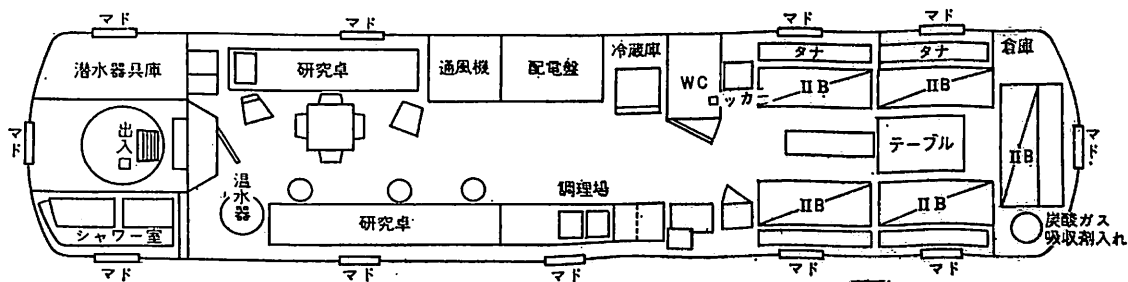 マド
マド
マド
マド
潜水器具庫
研究卓
通風機
配電盤
冷蔵庫
WC
ロッカー
タナ
タナ
倉庫
ⅡB
ⅡB
マド
出入口
テーブル
ⅡB
マド
温水器
調理場
シャワー室
研究卓
ⅡB
ⅡB
炭酸ガス
吸収剤入れ
マド
マド
マド
マド
マド